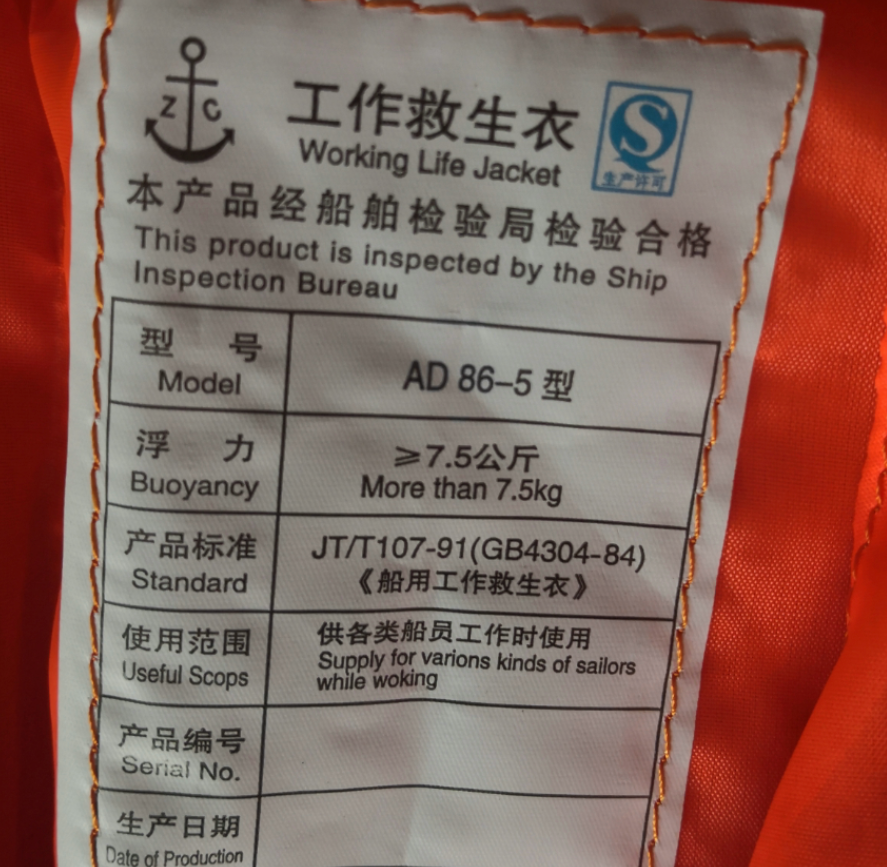 Z C
工作救生衣
Working Life Jacket
生产许可
本产品经船舶检验局检验合格
This product is inspected by the Ship
Inspection Bureau
型 号
Model
AD 86-5 型
浮 力
Buoyancy
≥7.5公斤
More than 7.5kg
产品标准
Standard
JT/T107-91(GB4304-84)
《船用工作救生衣》
使用范围
Useful Scops
供各类船员工作时使用
Supply for varions kinds of sailors
while woking
产品编号
Serial No.
生产日期
Date of Production